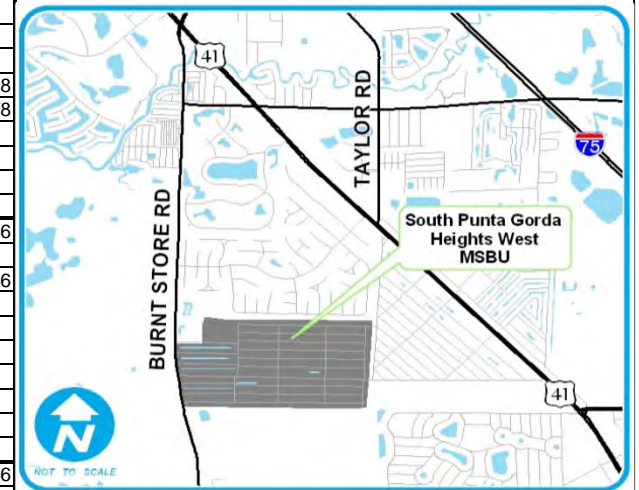 41
TAYLOR RD
75
8
8
BURNT STORE RD
South Punta Gorda
Heights West
MSBU
6
6
41
N
NOT TO SCALE
6